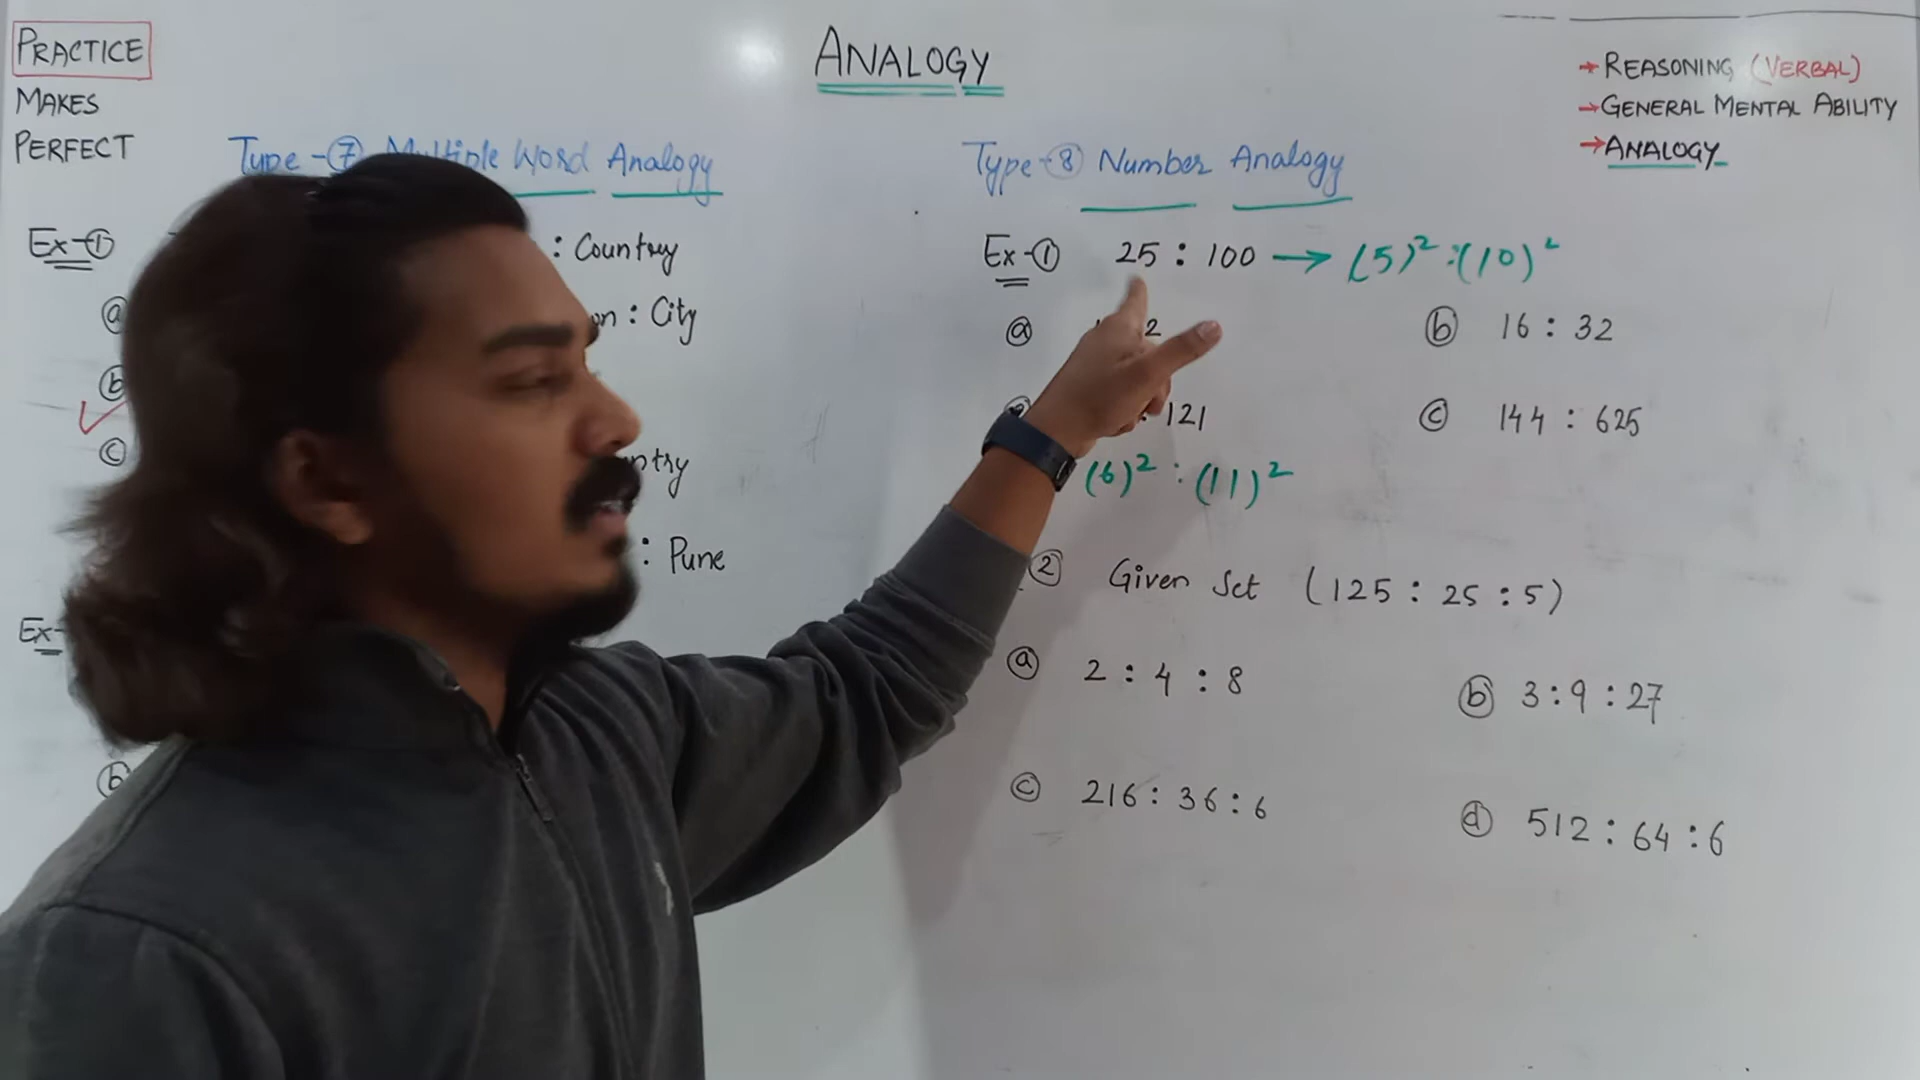 PRACTICE
MAKES
PERFECT
ANALOGY
→ REASONING (VERBAL)
→ GENERAL MENTAL ABILITY
→ ANALOGY
Type-⑦ Multiple Word Analogy
Ex-① : Country
ⓐ : City
ⓑ
ⓒ
: Pune
Ex-
ⓑ
Type-⑧ Number Analogy
Ex-① 25 : 100 → (5)² : (10)²
ⓐ ⓑ 16 : 32
: 121 ⓒ 144 : 625
(6)² : (11)²
② Given Set (125 : 25 : 5)
ⓐ 2 : 4 : 8 ⓑ 3 : 9 : 27
ⓒ 216 : 36 : 6 ⓓ 512 : 64 : 6